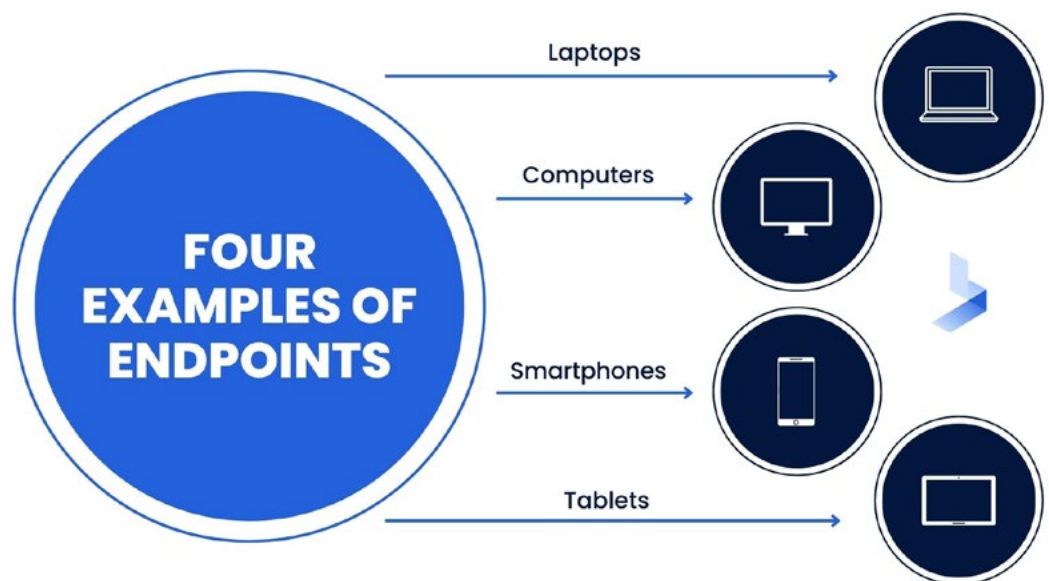 FOUR
EXAMPLES OF
ENDPOINTS
Laptops
Computers
Smartphones
Tablets